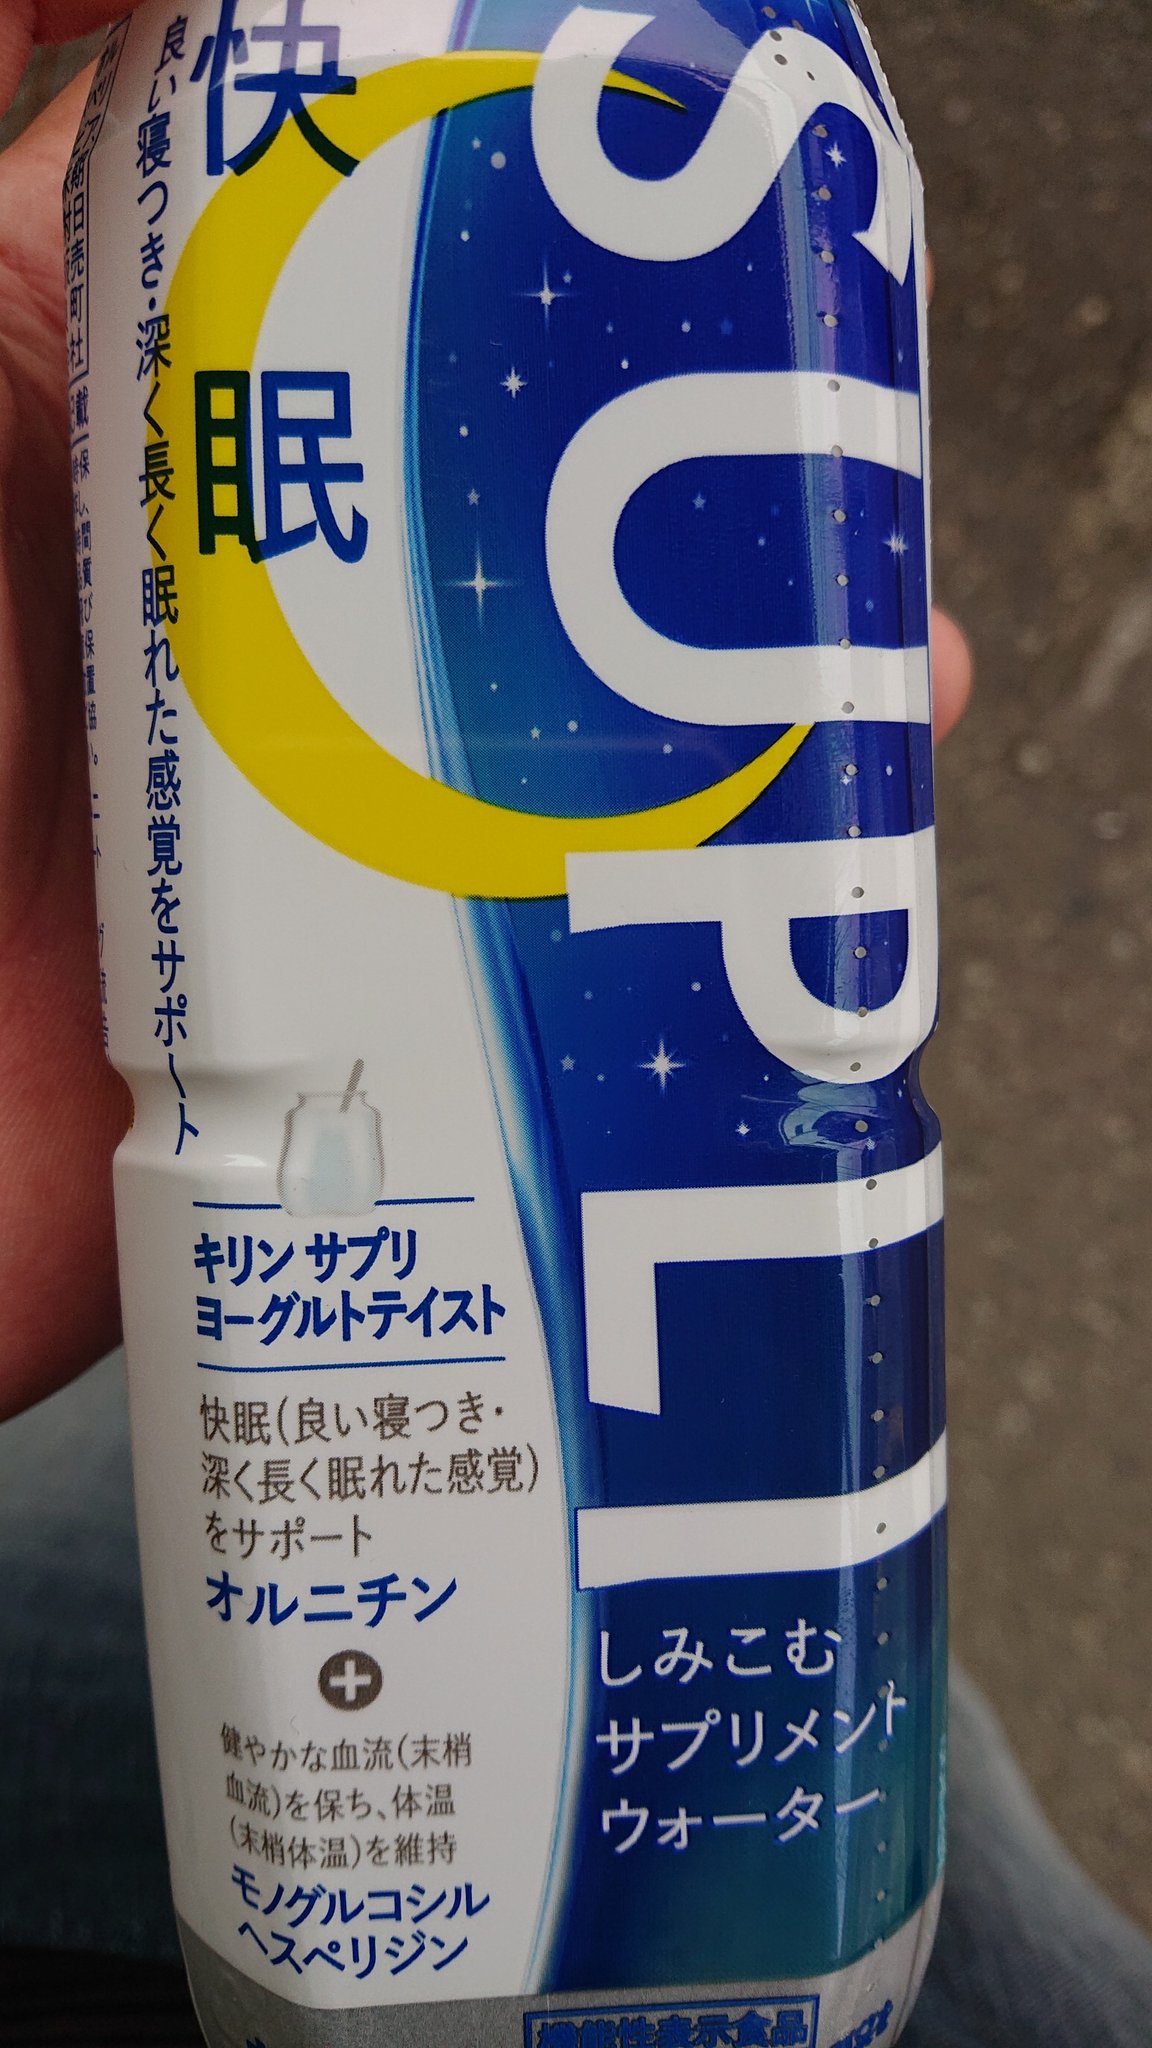 SUPLI
快眠
良い寝つき・深く長く眠れた感覚をサポート
キリン サプリ
ヨーグルトテイスト
快眠(良い寝つき・
深く長く眠れた感覚)
をサポート
オルニチン
+
健やかな血流(末梢
血流)を保ち、体温
(末梢体温)を維持
モノグルコシル
ヘスペリジン
しみこむ
サプリメント
ウォーター
機能性表示食品